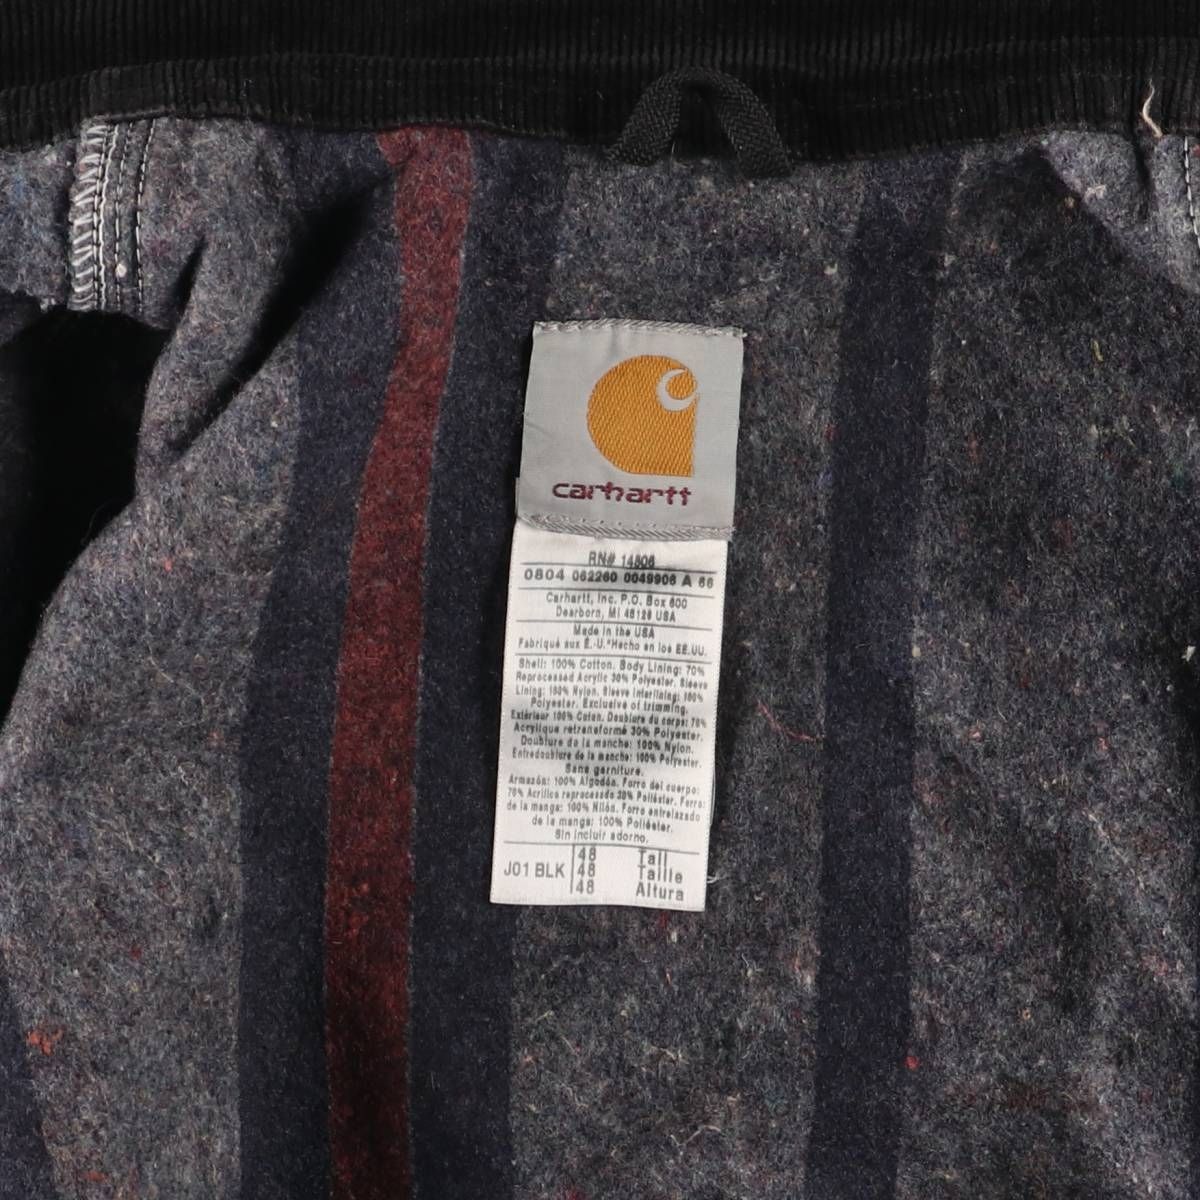 carhartt
RN# 14806
0804 062260 0049906 A 66
Carhartt, Inc. P.O. Box 600
Dearborn, MI 48126 USA
Made in the USA
Fabriqué aux É.-U.*Hecho en los EE.UU.
Shell: 100% Cotton. Body Lining: 70%
Reprocessed Acrylic 30% Polyester. Sleeve
Lining: 100% Nylon. Sleeve Interlining: 100%
Polyester. Exclusive of trimming.
Extérieur 100% Coton. Doublure du corps: 70%
Acrylique retransformé 30% Polyester.
Doublure de la manche: 100% Nylon.
Entredoublure de la manche: 100% Polyester.
Sans garniture.
Armazón: 100% Algodón. Forro del cuerpo:
70% Acrílico reprocesado 30% Poliéster. Forro:
de la manga: 100% Nilón. Forro entrelazado
de la manga: 100% Poliéster.
Sin incluir adorno.
J01 BLK
48 Tall
48 Taille
48 Altura